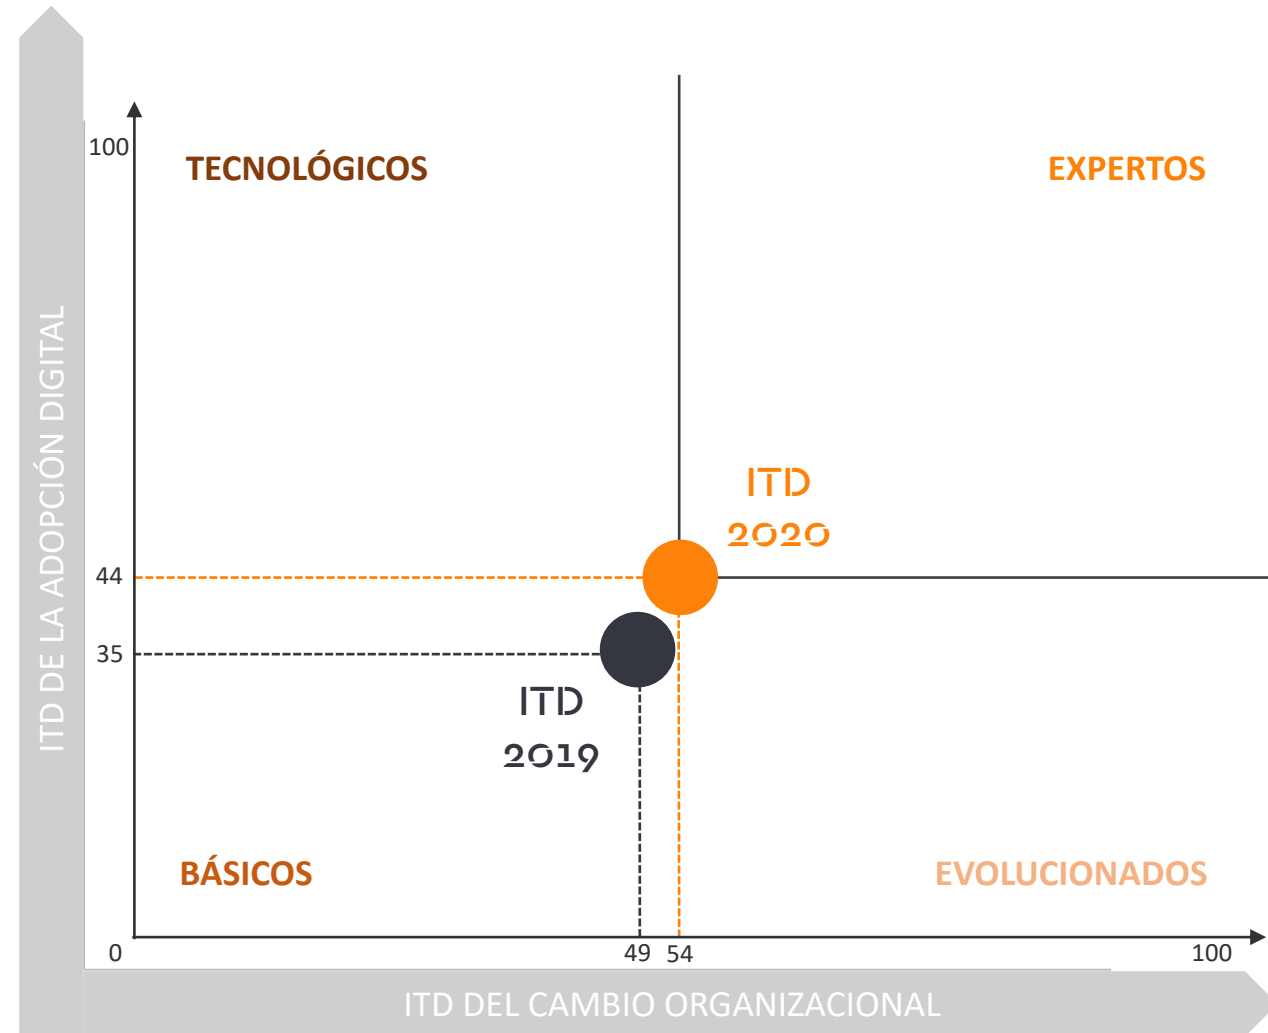 100
TECNOLÓGICOS
EXPERTOS
ITD DE LA ADOPCIÓN DIGITAL
ITD
2020
44
35
ITD
2019
BÁSICOS
EVOLUCIONADOS
0
49
54
100
ITD DEL CAMBIO ORGANIZACIONAL